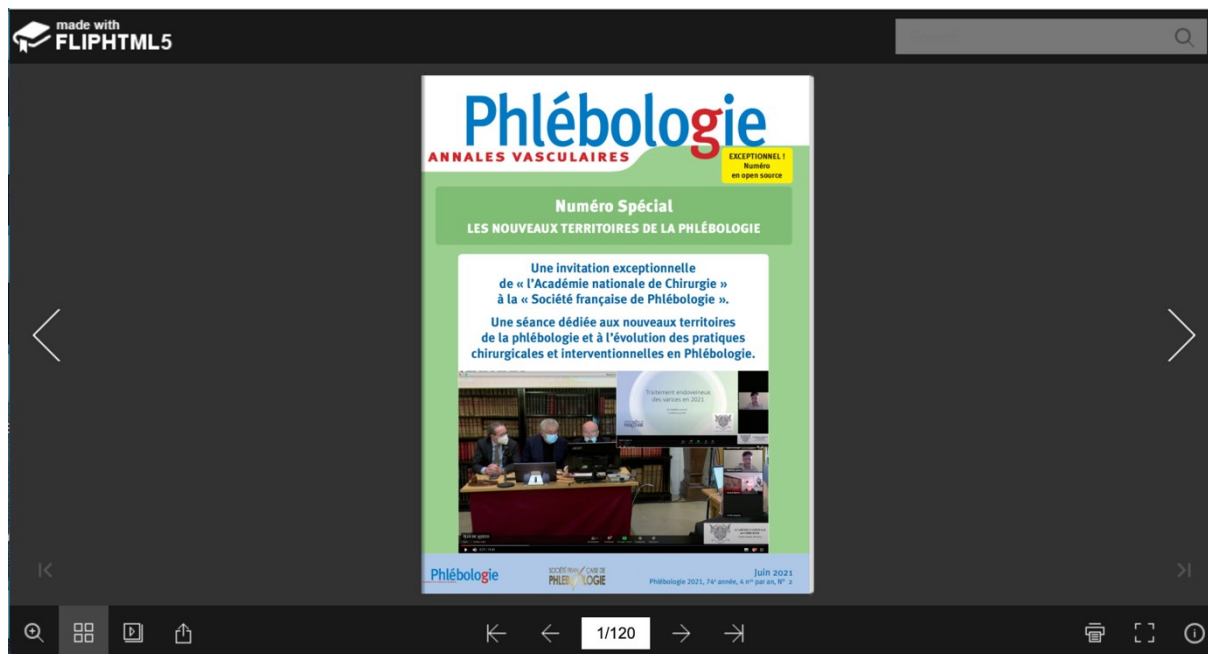 made with
FLIPHTML5
Phlébologie
ANNALES VASCULAIRES
EXCEPTIONNEL !
Numéro
en open source
Numéro Spécial
LES NOUVEAUX TERRITOIRES DE LA PHLÉBOLOGIE
Une invitation exceptionnelle
de « l’Académie nationale de Chirurgie »
à la « Société française de Phlébologie ».
Une séance dédiée aux nouveaux territoires
de la phlébologie et à l’évolution des pratiques
chirurgicales et interventionnelles en Phlébologie.
Traitement endoveineux
des varices en 2021
Phlébologie
SOCIÉTÉ FRANÇAISE DE
PHLÉBOLOGIE
Juin 2021
Phlébologie 2021, 74e année, 4 nos par an, N° 2
1/120